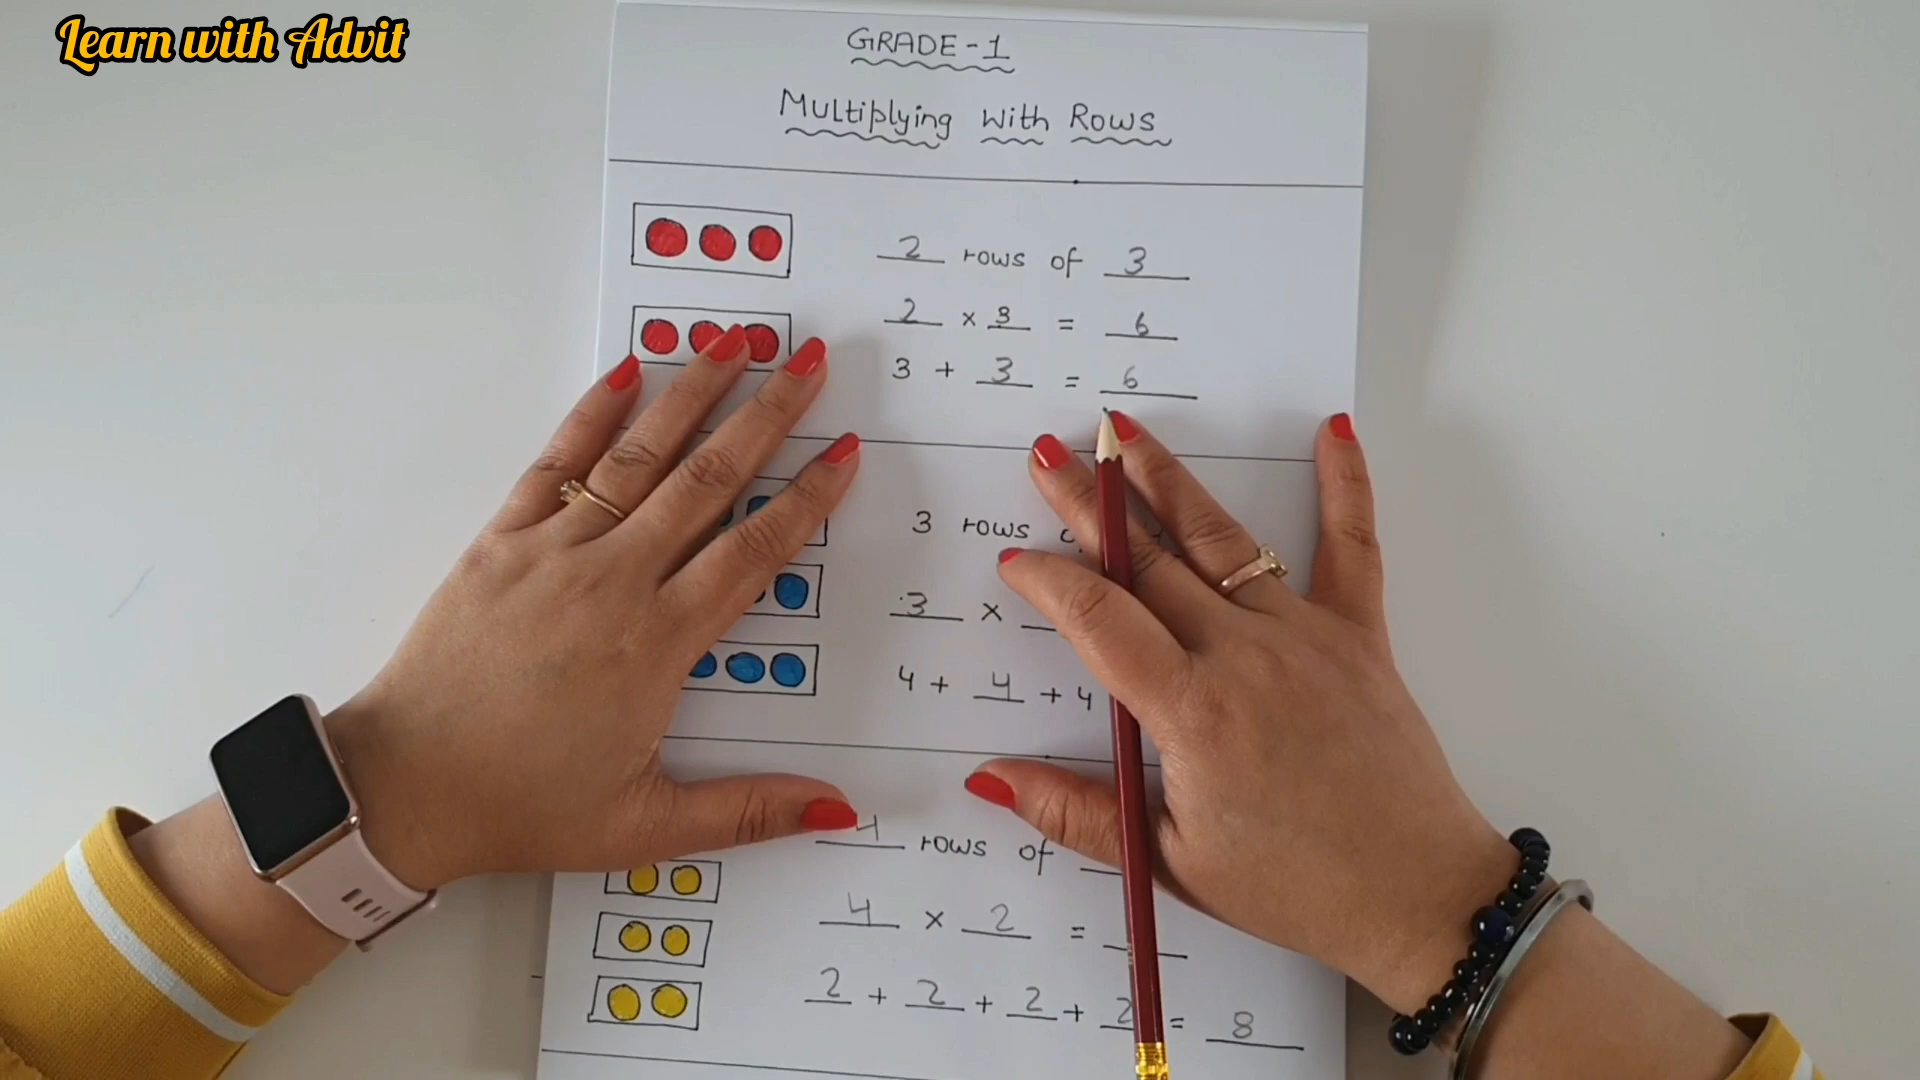 Learn with Advit
GRADE-1
Multiplying with Rows
2 rows of 3
2 × 3 = 6
3 + 3 = 6
3 rows
3 ×
4 + 4 + 4
4 rows of
4 × 2 =
2 + 2 + 2 + 2 = 8